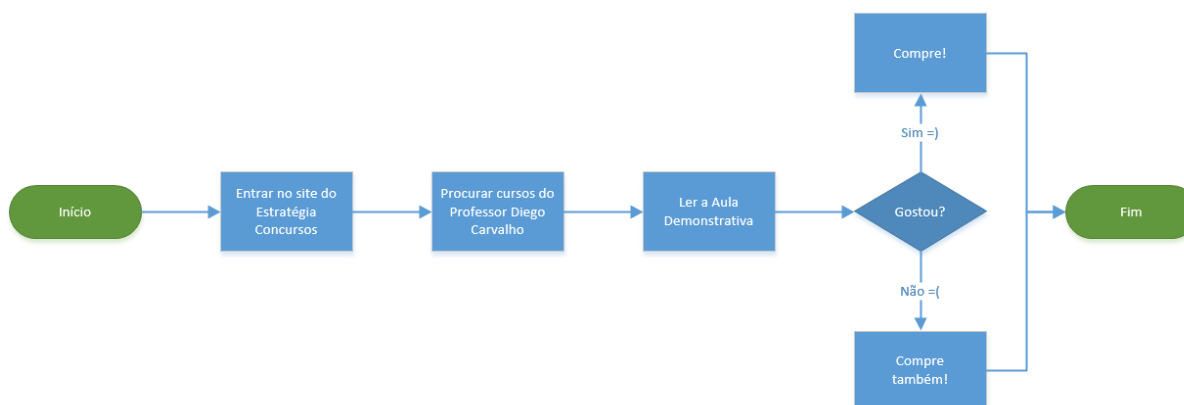 Início
Entrar no site do
Estratégia
Concursos
Procurar cursos do
Professor Diego
Carvalho
Ler a Aula
Demonstrativa
Gostou?
Sim =)
Compre!
Não =(
Compre
também!
Fim